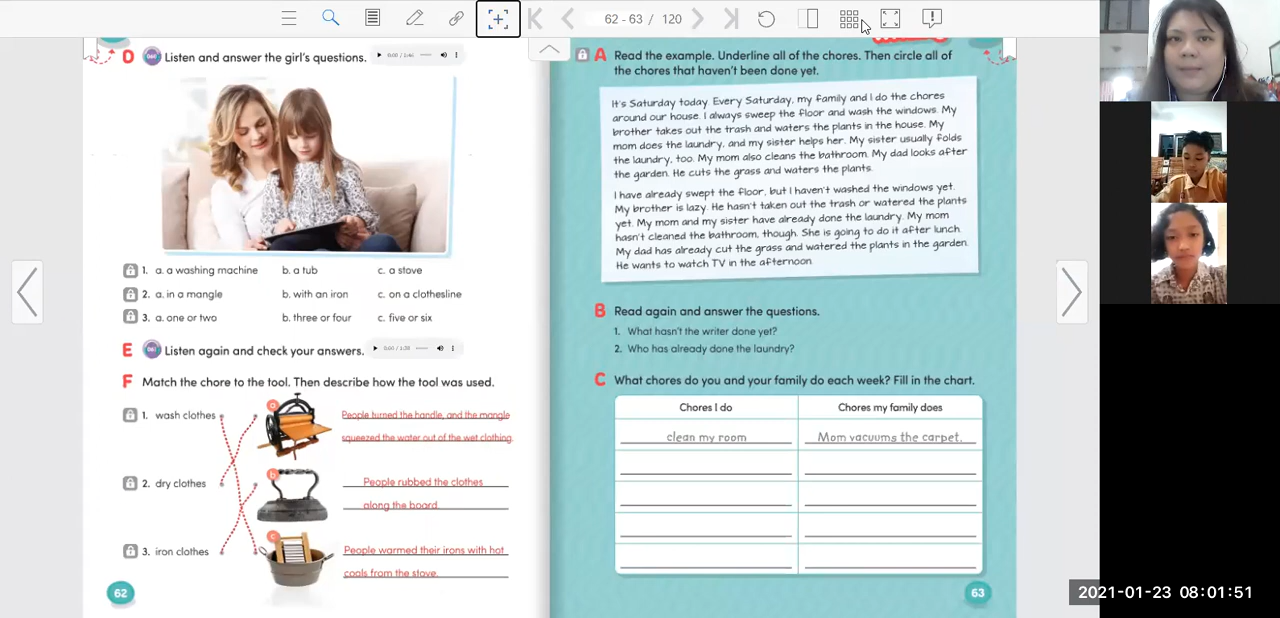 62 - 63 / 120
D Listen and answer the girl's questions.
0:00 / 1:46
1. a. a washing machine b. a tub c. a stove
2. a. in a mangle b. with an iron c. on a clothesline
3. a. one or two b. three or four c. five or six
E Listen again and check your answers.
F Match the chore to the tool. Then describe how the tool was used.
1. wash clothes
a
People turned the handle, and the mangle
squeezed the water out of the wet clothing.
2. dry clothes
b
People rubbed the clothes
along the board
3. iron clothes
c
People warmed their irons with hot
coals from the stove.
62
A Read the example. Underline all of the chores. Then circle all of
the chores that haven't been done yet.
It's Saturday today. Every Saturday, my family and I do the chores
around our house. I always sweep the floor and wash the windows. My
brother takes out the trash and waters the plants in the house. My
mom does the laundry, and my sister helps her. My sister usually folds
the laundry, too. My mom also cleans the bathroom. My dad looks after
the garden. He cuts the grass and waters the plants.
I have already swept the floor, but I haven't washed the windows yet.
My brother is lazy. He hasn't taken out the trash or watered the plants
yet. My mom and my sister have already done the laundry. My mom
hasn't cleaned the bathroom, though. She is going to do it after lunch.
My dad has already cut the grass and watered the plants in the garden.
He wants to watch TV in the afternoon.
B Read again and answer the questions.
1. What hasn't the writer done yet?
2. Who has already done the laundry?
C What chores do you and your family do each week? Fill in the chart.
Chores I do Chores my family does
clean my room Mom vacuums the carpet.
63
2021-01-23 08:01:51